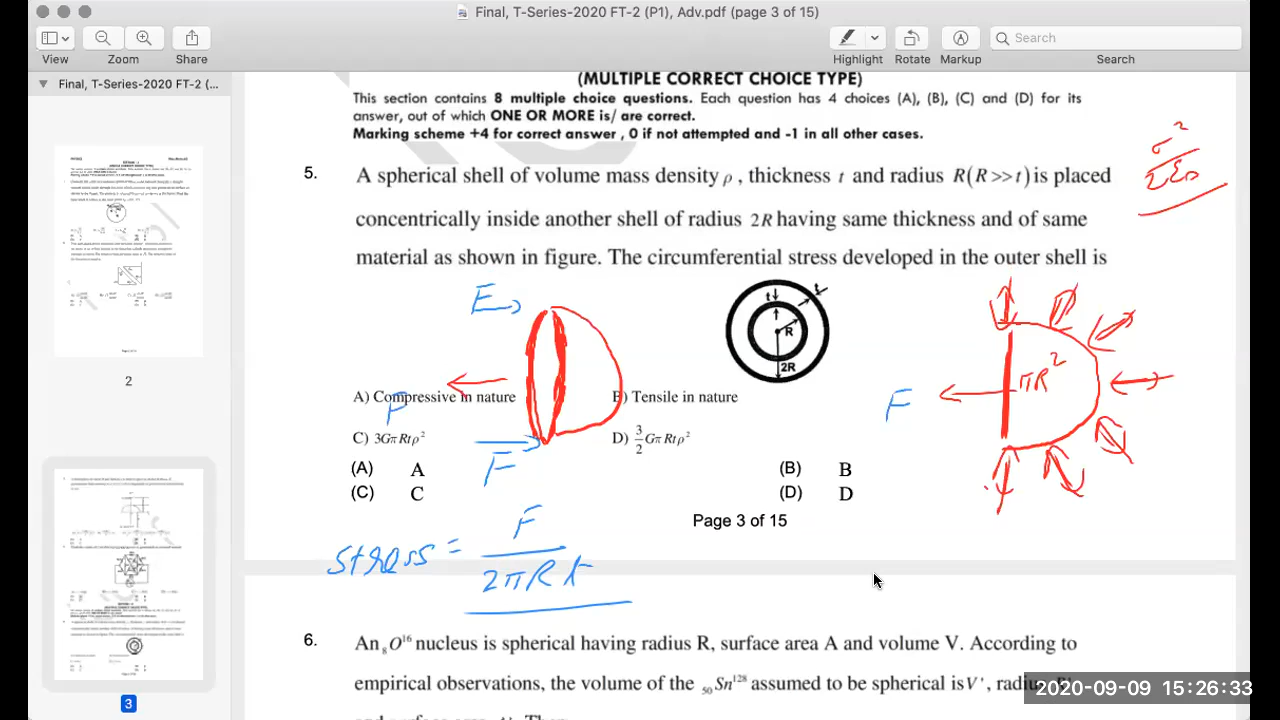 Final, T-Series-2020 FT-2 (P1), Adv.pdf (page 3 of 15)
View
Zoom
Share
Highlight
Rotate
Markup
Search
Search
Final, T-Series-2020 FT-2 (...
2
3
(MULTIPLE CORRECT CHOICE TYPE)
This section contains 8 multiple choice questions. Each question has 4 choices (A), (B), (C) and (D) for its
answer, out of which ONE OR MORE is/ are correct.
Marking scheme +4 for correct answer , 0 if not attempted and -1 in all other cases.
σ²
2ε₀
5. A spherical shell of volume mass density ρ , thickness t and radius R(R >> t) is placed
concentrically inside another shell of radius 2R having same thickness and of same
material as shown in figure. The circumferential stress developed in the outer shell is
E
t
t
R
2R
πR²
F
F
A) Compressive in nature B) Tensile in nature
C) 3GπRtρ² D) 3/2 GπRtρ²
F
(A) A (B) B
(C) C (D) D
Page 3 of 15
stress = F
2πRt
6. An ₈O¹⁶ nucleus is spherical having radius R, surface area A and volume V. According to
empirical observations, the volume of the ₅₀Sn¹²⁸ assumed to be spherical is V', radius
2020-09-09 15:26:33